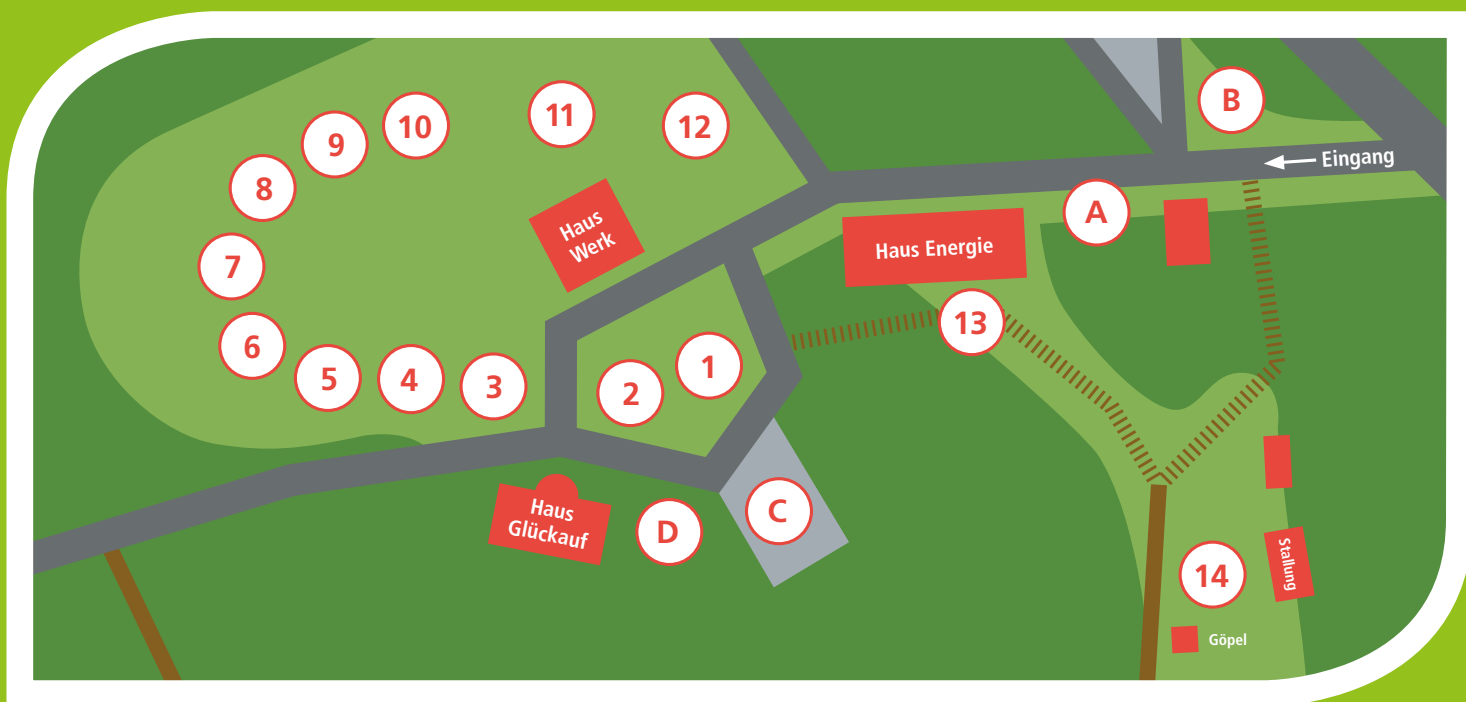 B
Eingang
12
11
10
9
8
7
6
5
4
3
2
1
A
Haus
Werk
Haus Energie
13
Haus
Glückauf
D
C
14
Stallung
Göpel